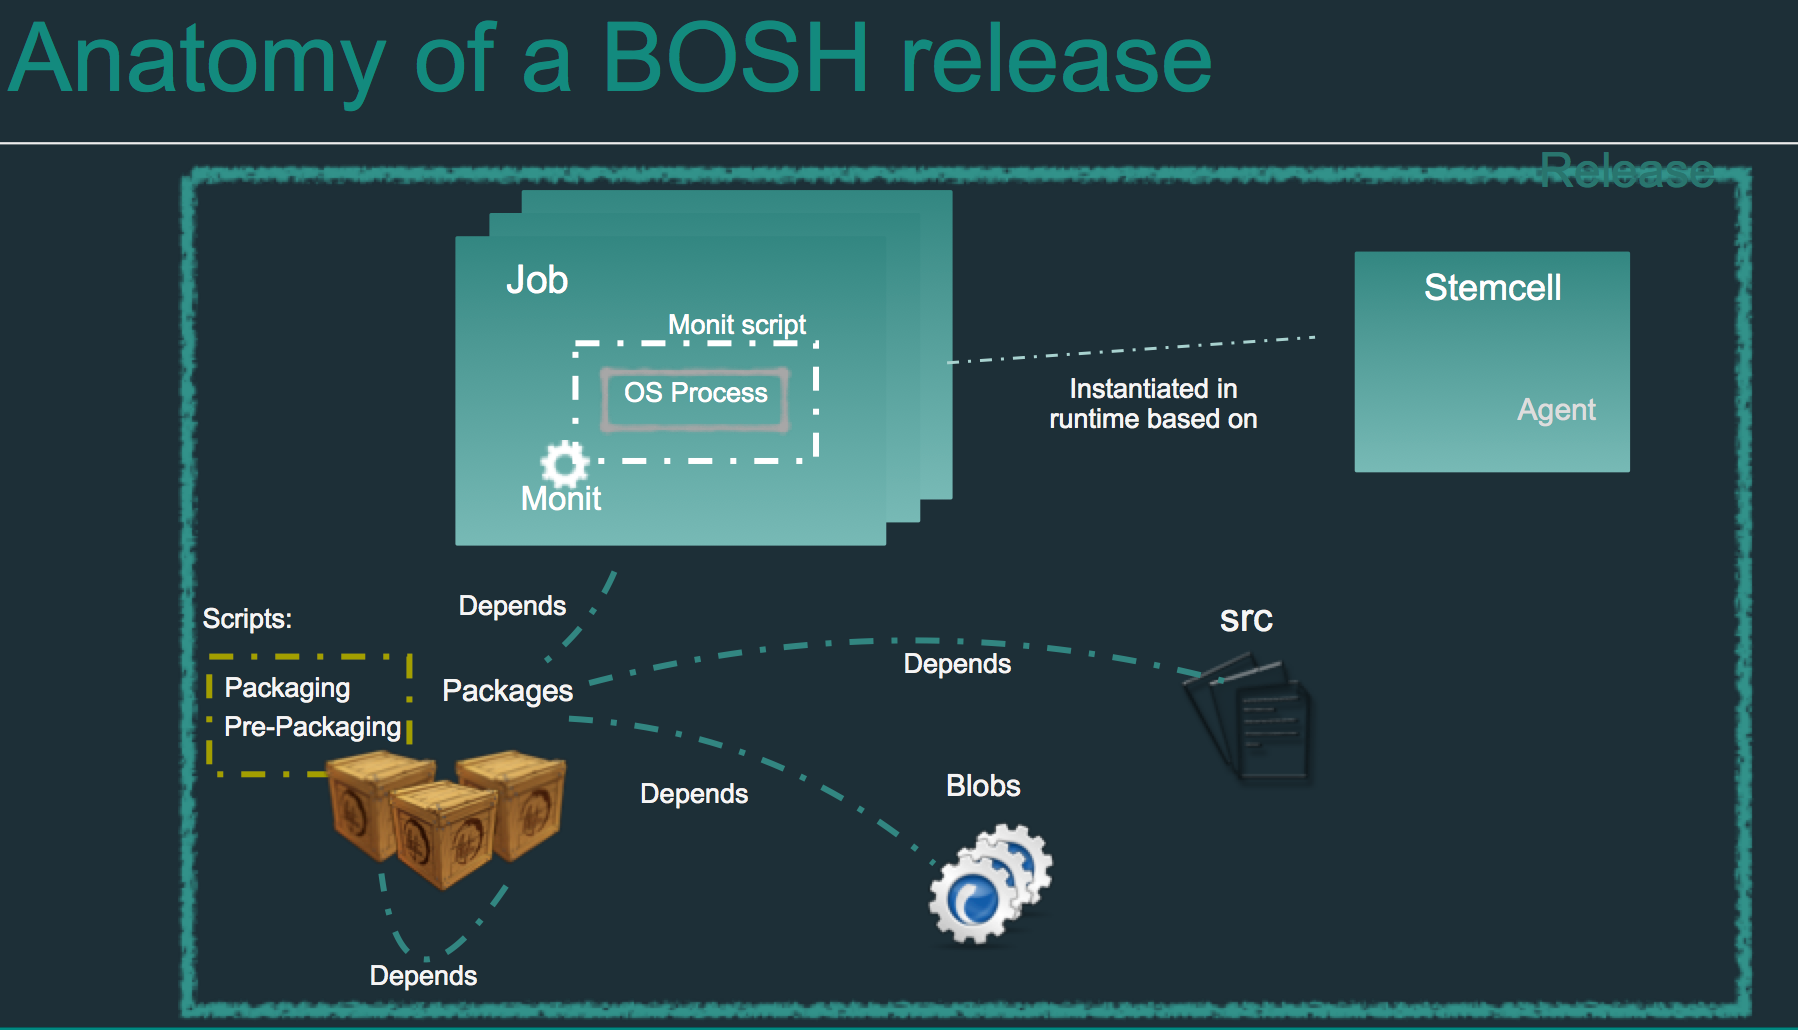 Anatomy of a BOSH release
Release
Job
Monit script
OS Process
Monit
Stemcell
Agent
Instantiated in
runtime based on
Depends
Scripts:
Packaging
Pre-Packaging
Packages
Depends
src
Depends
Blobs
Depends